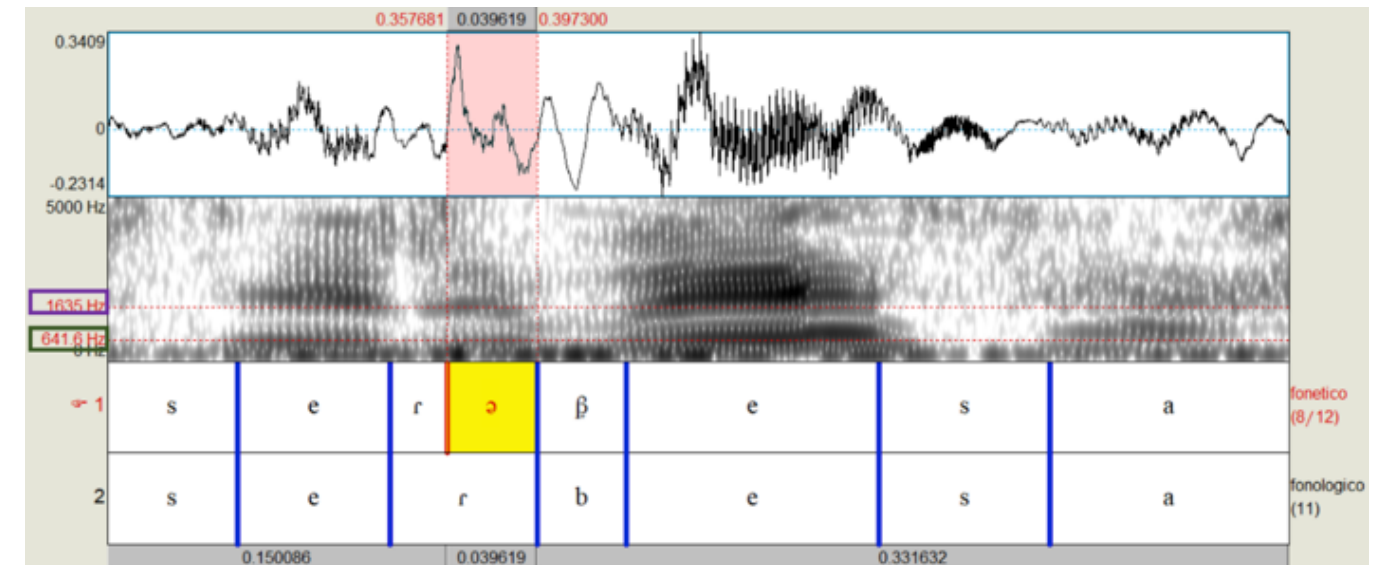 0.357681 0.039619 0.397300
0.3409
0
-0.2314
5000 Hz
1635 Hz
641.6 Hz
0 Hz
☞ 1 s e ɾ ə β̞ e s a fonetico (8/12)
2 s e ɾ b e s a fonologico (11)
0.150086 0.039619 0.331632